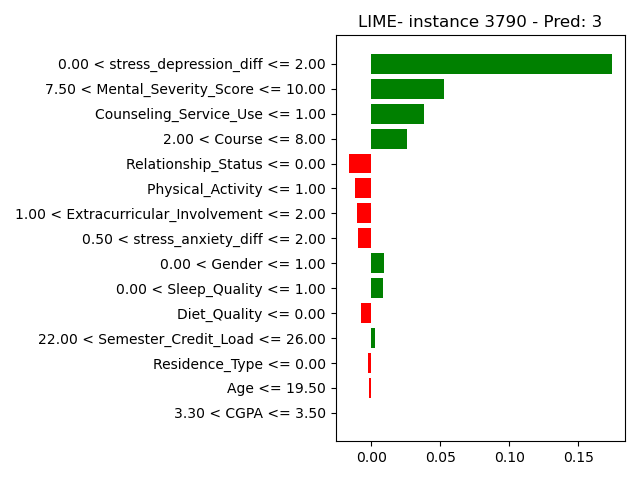 LIME- instance 3790 - Pred: 3
0.00 < stress_depression_diff <= 2.00
7.50 < Mental_Severity_Score <= 10.00
Counseling_Service_Use <= 1.00
2.00 < Course <= 8.00
Relationship_Status <= 0.00
Physical_Activity <= 1.00
1.00 < Extracurricular_Involvement <= 2.00
0.50 < stress_anxiety_diff <= 2.00
0.00 < Gender <= 1.00
0.00 < Sleep_Quality <= 1.00
Diet_Quality <= 0.00
22.00 < Semester_Credit_Load <= 26.00
Residence_Type <= 0.00
Age <= 19.50
3.30 < CGPA <= 3.50
0.00 0.05 0.10 0.15